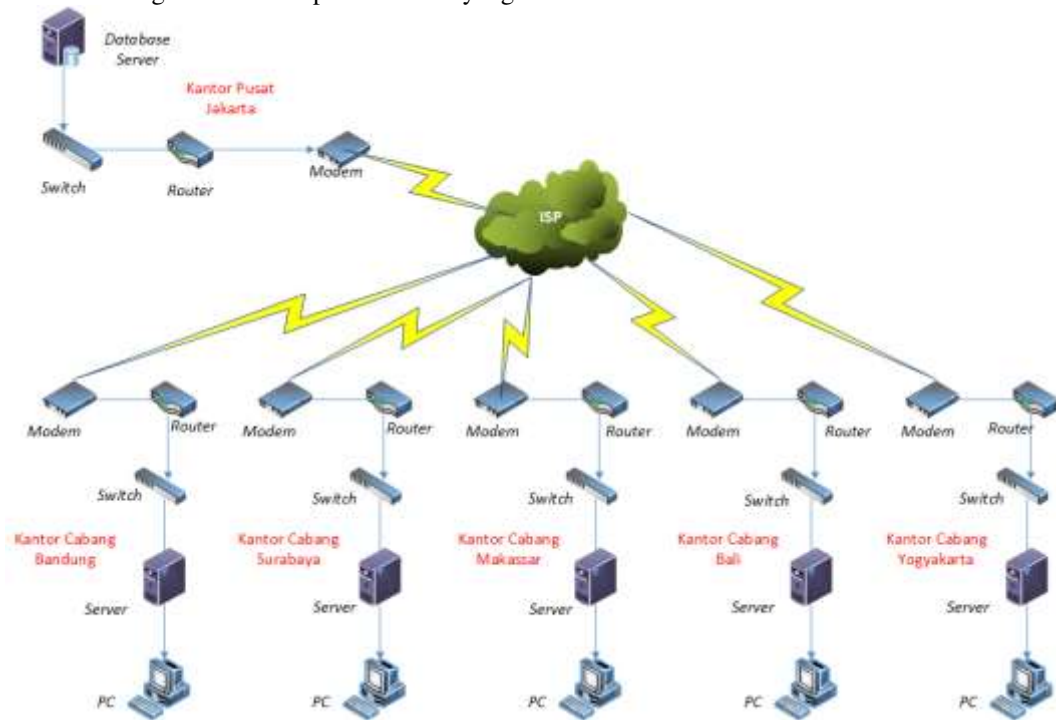 Database
Server
Kantor Pusat
Jakarta
Switch
Router
Modem
ISP
Modem
Router
Modem
Router
Modem
Router
Modem
Router
Modem
Router
Switch
Switch
Switch
Switch
Switch
Kantor Cabang
Bandung
Kantor Cabang
Surabaya
Kantor Cabang
Makassar
Kantor Cabang
Bali
Kantor Cabang
Yogyakarta
Server
Server
Server
Server
Server
PC
PC
PC
PC
PC